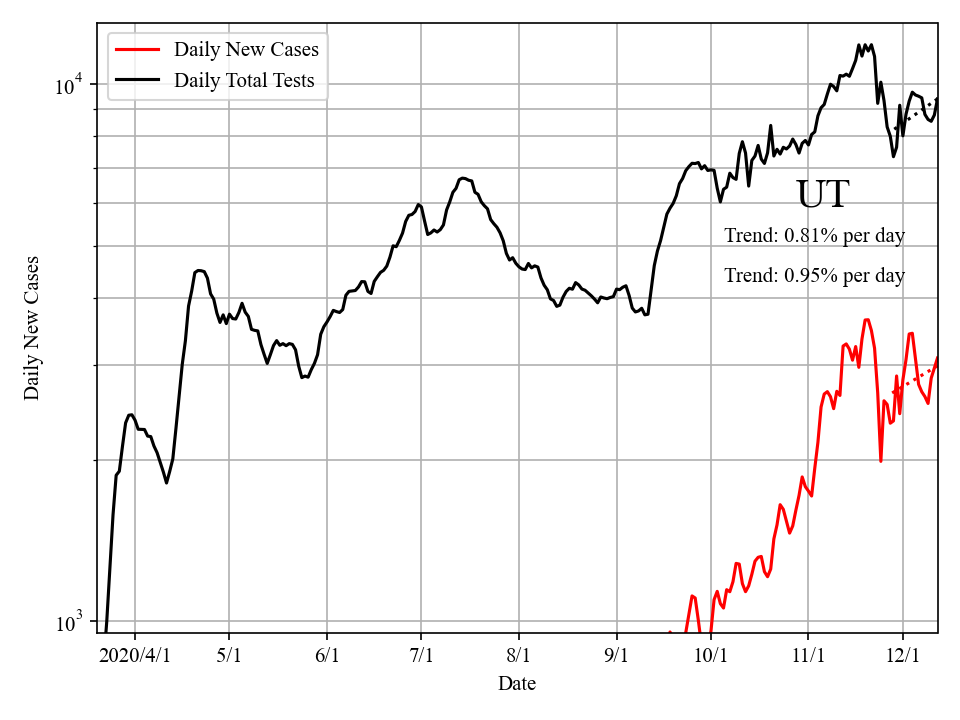 Daily New Cases
Daily Total Tests
10^4
10^3
Daily New Cases
UT
Trend: 0.81% per day
Trend: 0.95% per day
2020/4/1 5/1 6/1 7/1 8/1 9/1 10/1 11/1 12/1
Date